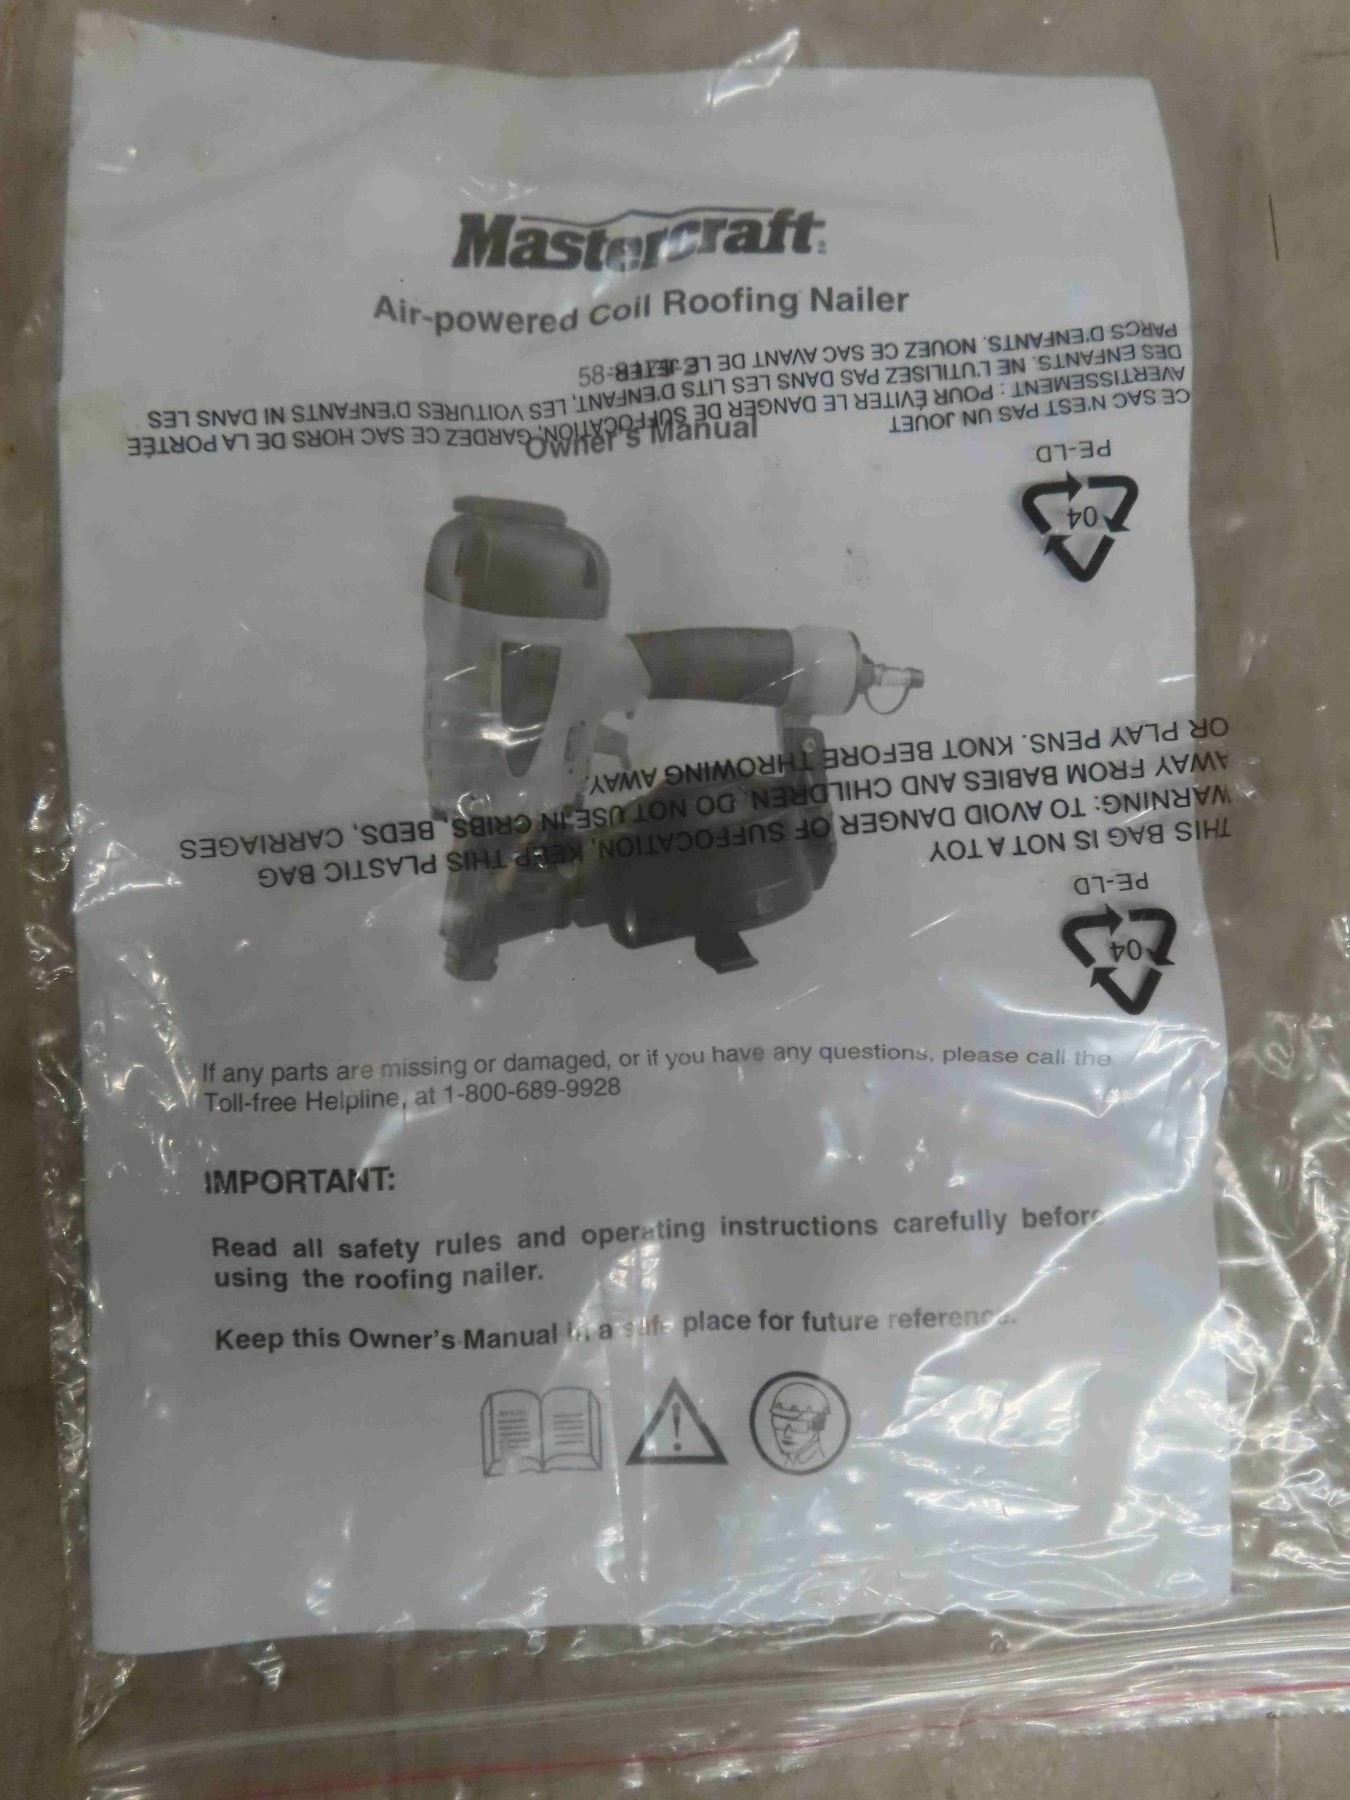 Mastercraft
Air-powered Coil Roofing Nailer
58-
Owner's Manual
CE SAC N'EST PAS UN JOUET
AVERTISSEMENT : POUR ÉVITER LE DANGER DE SUFFOCATION, GARDEZ CE SAC HORS DE LA PORTÉE
DES ENFANTS. NE L'UTILISEZ PAS DANS LES LITS D'ENFANT, LES VOITURES D'ENFANTS NI DANS LES
PARCS D'ENFANTS. NOUEZ CE SAC AVANT DE LE JETER
PE-LD
04
THIS BAG IS NOT A TOY
WARNING: TO AVOID DANGER OF SUFFOCATION, KEEP THIS PLASTIC BAG
AWAY FROM BABIES AND CHILDREN. DO NOT USE IN CRIBS, BEDS, CARRIAGES
OR PLAY PENS. KNOT BEFORE THROWING AWAY.
PE-LD
04
If any parts are missing or damaged, or if you have any questions, please call the
Toll-free Helpline, at 1-800-689-9928
IMPORTANT:
Read all safety rules and operating instructions carefully before
using the roofing nailer.
Keep this Owner's Manual in a safe place for future reference.